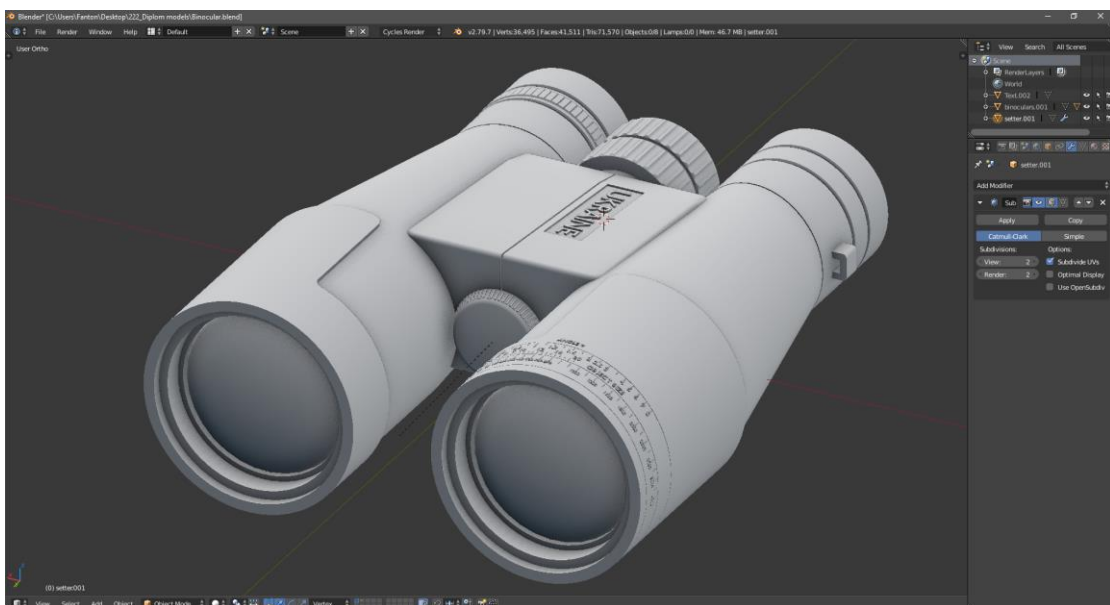 Blender* [C:\Users\Fanton\Desktop\222_Diplom models\Binocular.blend]
File Render Window Help Default Scene Cycles Render v2.79.7 | Verts:36,495 | Faces:41,511 | Tris:71,570 | Objects:0/8 | Lamps:0/0 | Mem: 46.7 MB | setter.001
User Ortho
View Search All Scenes
Scene
RenderLayers
World
Text.002
binoculars.001
setter.001
setter.001
Add Modifier
Sub
Apply Copy
Catmull-Clark Simple
Subdivisions: Options:
View: 2 Subdivide UVs
Render: 2 Optimal Display
Use OpenSubdiv
UKRAINE
(0) setter.001
View Select Add Object Object Mode Vertex